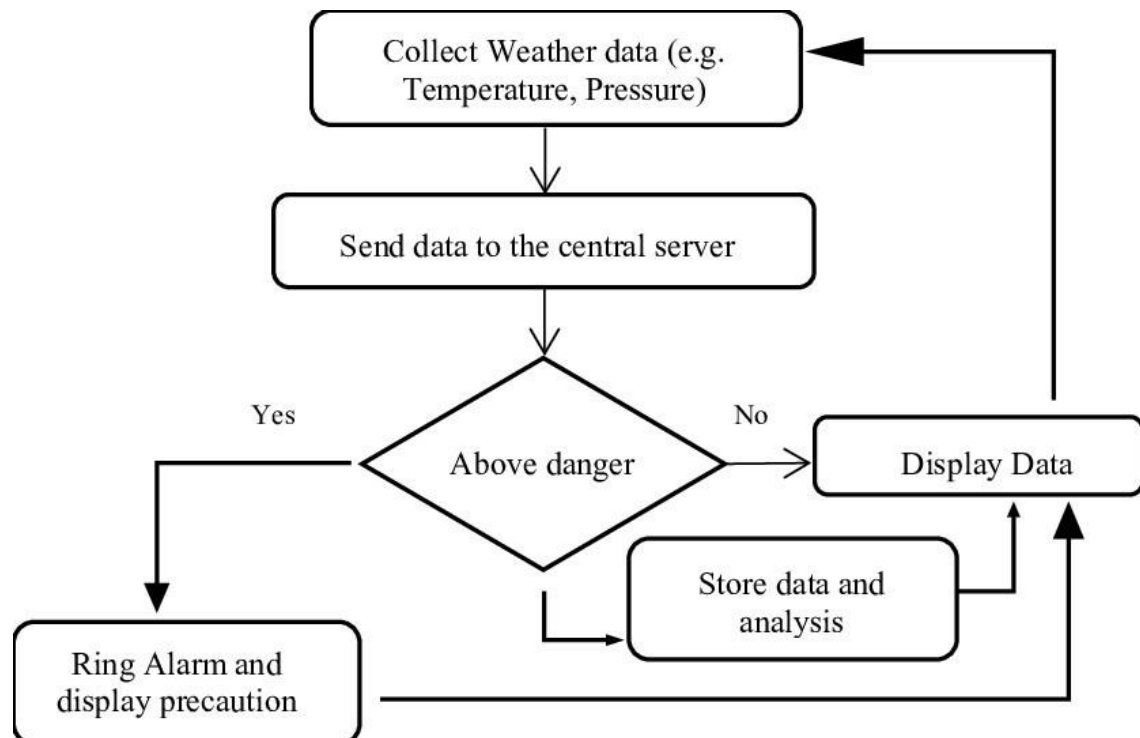 Collect Weather data (e.g.
Temperature, Pressure)
Send data to the central server
Yes
No
Above danger
Display Data
Store data and
analysis
Ring Alarm and
display precaution